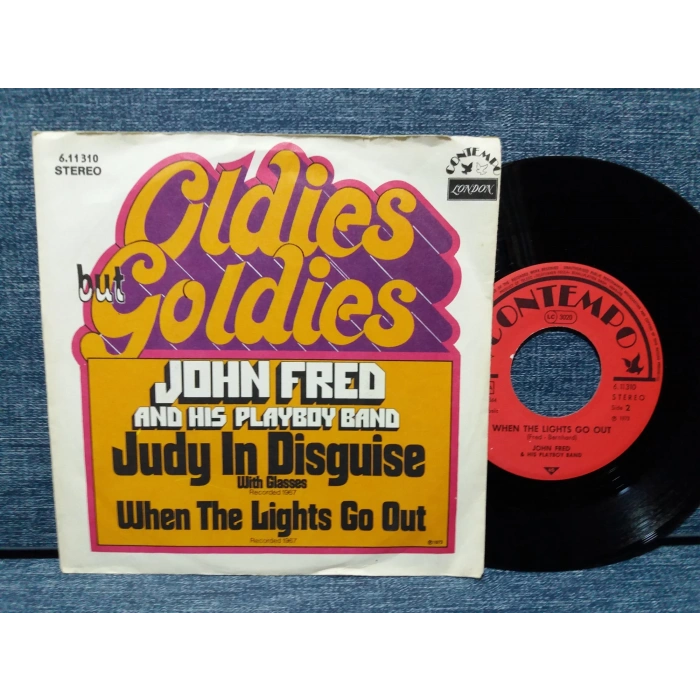 6.11310
STEREO
CONTEMPO
LONDON
Oldies
but Goldies
JOHN FRED
AND HIS PLAYBOY BAND
Judy In Disguise
With Glasses
Recorded 1967
When The Lights Go Out
Recorded 1967
CONTEMPO
LC 3020
6.11310
STEREO
Side 2
WHEN THE LIGHTS GO OUT
JOHN FRED
& HIS PLAYBOY BAND